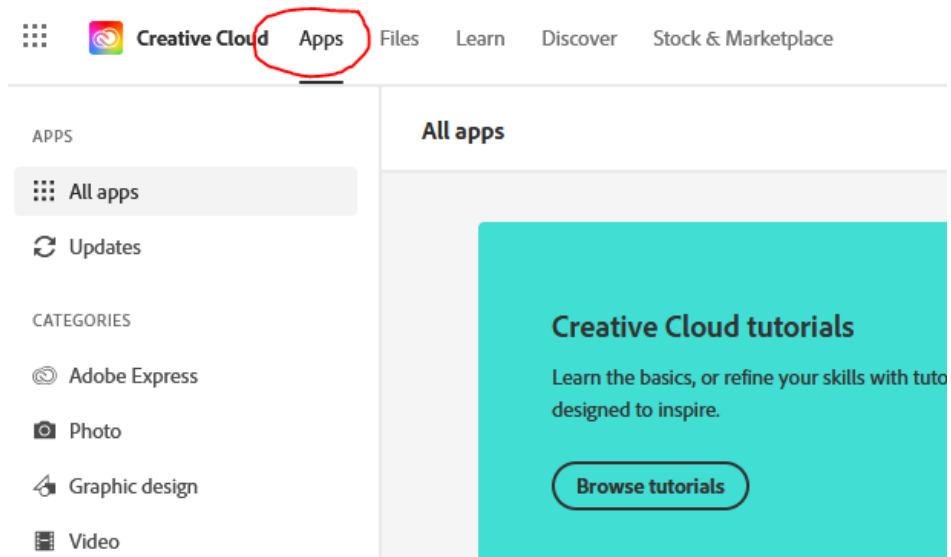 Creative Cloud Apps Files Learn Discover Stock & Marketplace
APPS
All apps
Updates
CATEGORIES
Adobe Express
Photo
Graphic design
Video
All apps
Creative Cloud tutorials
Learn the basics, or refine your skills with tuto
designed to inspire.
Browse tutorials